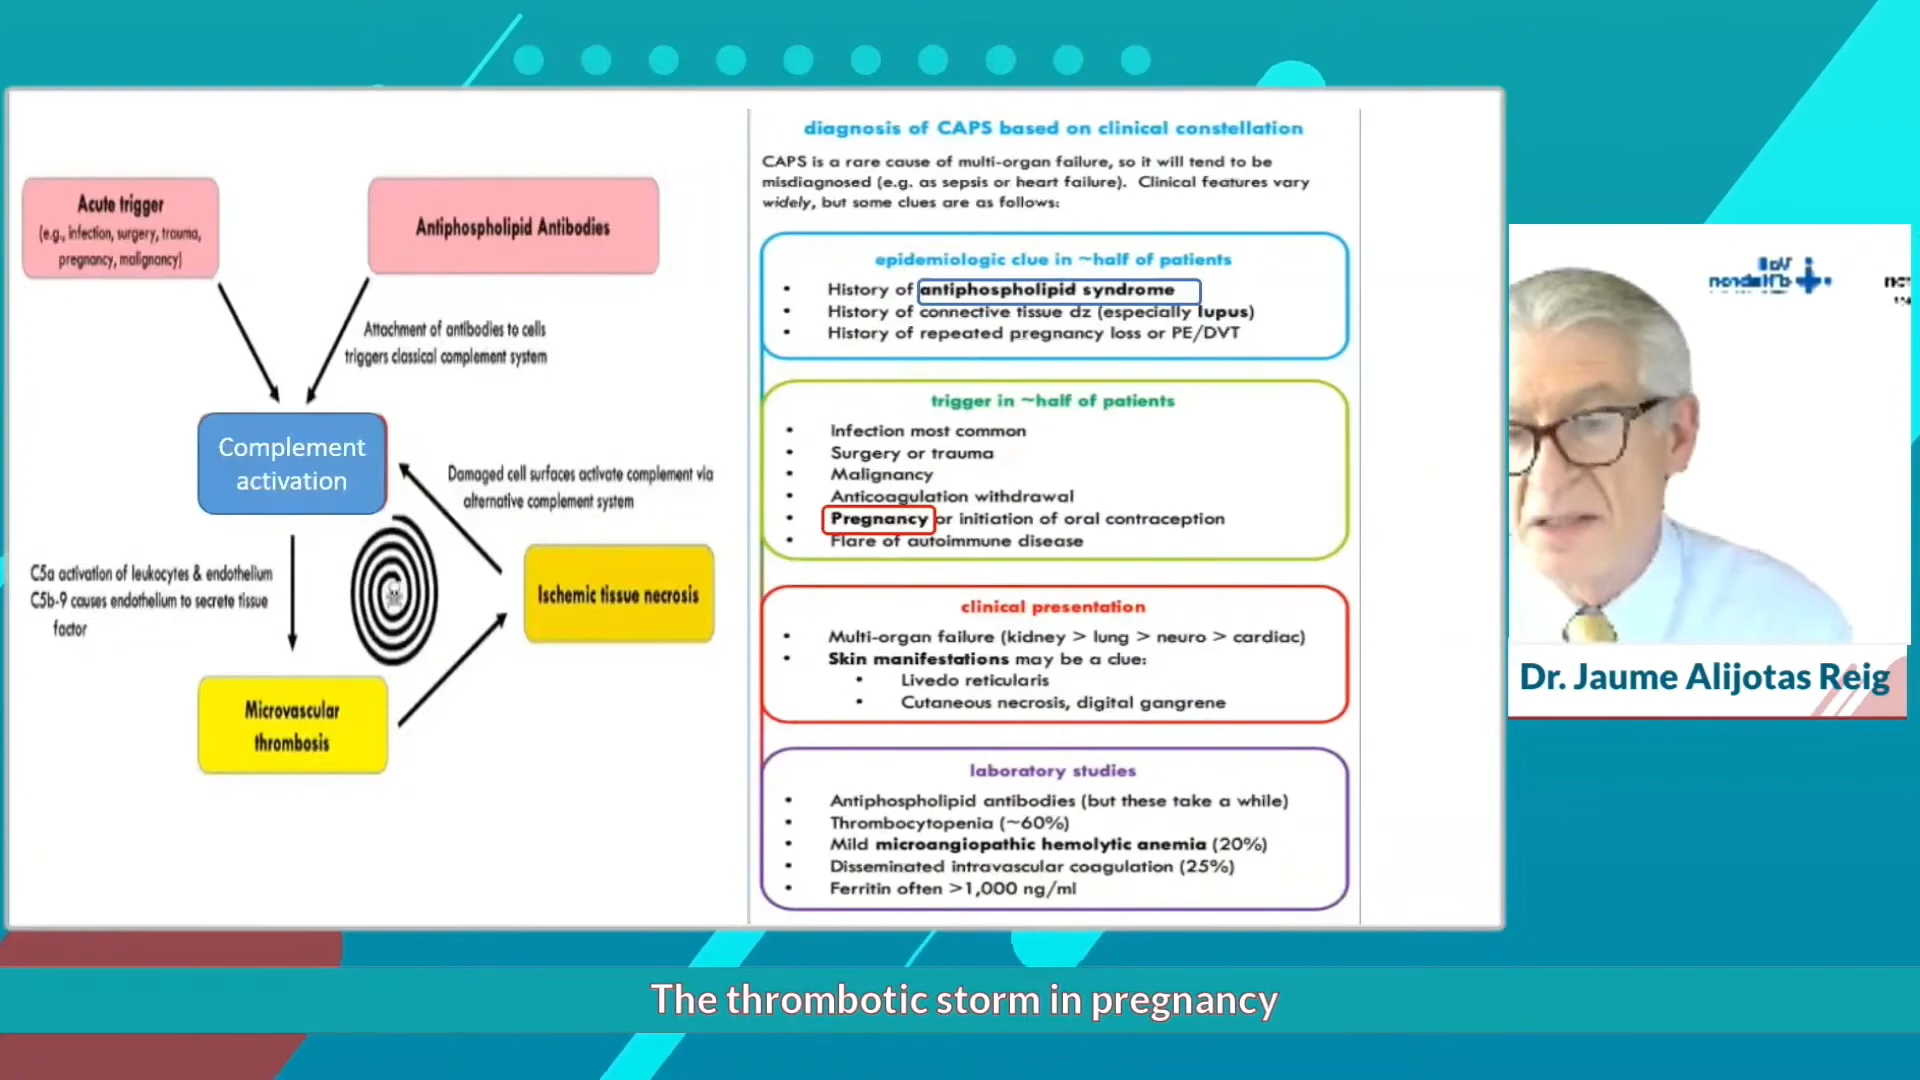 Acute trigger
(e.g., infection, surgery, trauma,
pregnancy, malignancy)
Antiphospholipid Antibodies
Attachment of antibodies to cells
triggers classical complement system
Complement
activation
Damaged cell surfaces activate complement via
alternative complement system
C5a activation of leukocytes & endothelium
C5b-9 causes endothelium to secrete tissue
factor
Ischemic tissue necrosis
Microvascular
thrombosis
diagnosis of CAPS based on clinical constellation
CAPS is a rare cause of multi-organ failure, so it will tend to be
misdiagnosed (e.g. as sepsis or heart failure). Clinical features vary
widely, but some clues are as follows:
epidemiologic clue in ~half of patients
• History of antiphospholipid syndrome
• History of connective tissue dz (especially lupus)
• History of repeated pregnancy loss or PE/DVT
trigger in ~half of patients
• Infection most common
• Surgery or trauma
• Malignancy
• Anticoagulation withdrawal
• Pregnancy or initiation of oral contraception
• Flare of autoimmune disease
clinical presentation
• Multi-organ failure (kidney > lung > neuro > cardiac)
• Skin manifestations may be a clue:
• Livedo reticularis
• Cutaneous necrosis, digital gangrene
laboratory studies
• Antiphospholipid antibodies (but these take a while)
• Thrombocytopenia (~60%)
• Mild microangiopathic hemolytic anemia (20%)
• Disseminated intravascular coagulation (25%)
• Ferritin often >1,000 ng/ml
Vall
d'Hebron
Dr. Jaume Alijotas Reig
The thrombotic storm in pregnancy